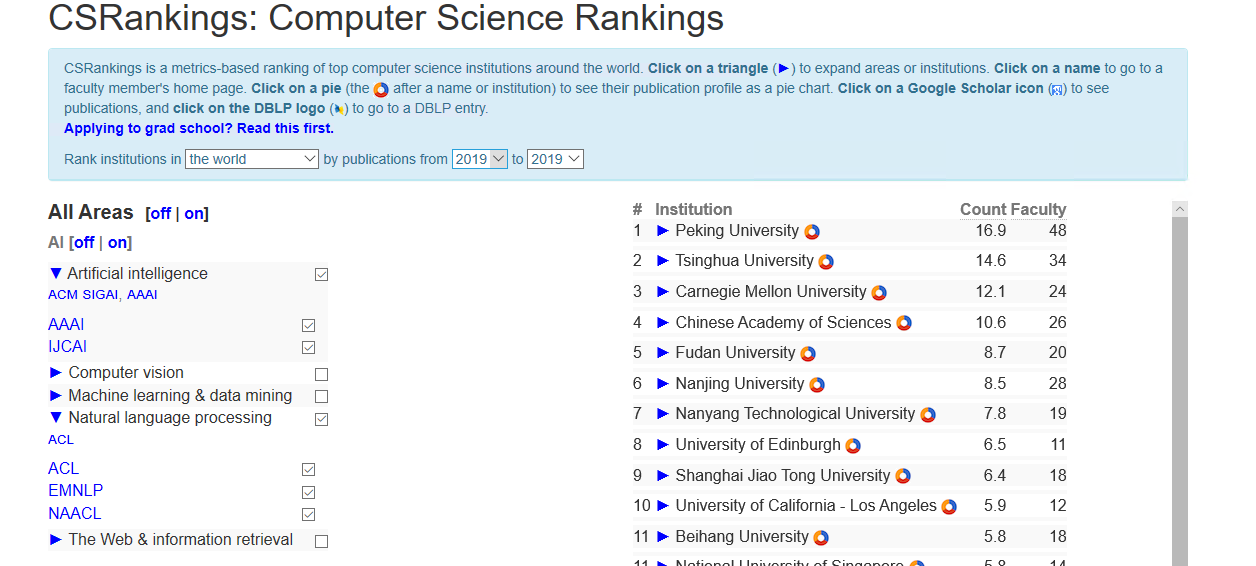 CSRankings: Computer Science Rankings
CSRankings is a metrics-based ranking of top computer science institutions around the world. Click on a triangle (►) to expand areas or institutions. Click on a name to go to a
faculty member's home page. Click on a pie (the after a name or institution) to see their publication profile as a pie chart. Click on a Google Scholar icon ( ) to see
publications, and click on the DBLP logo ( ) to go to a DBLP entry.
Applying to grad school? Read this first.
Rank institutions in the world by publications from 2019 to 2019
All Areas [off | on]
AI [off | on]
▼ Artificial intelligence
ACM SIGAI, AAAI
AAAI
IJCAI
► Computer vision
► Machine learning & data mining
▼ Natural language processing
ACL
ACL
EMNLP
NAACL
► The Web & information retrieval
# Institution Count Faculty
1 ► Peking University 16.9 48
2 ► Tsinghua University 14.6 34
3 ► Carnegie Mellon University 12.1 24
4 ► Chinese Academy of Sciences 10.6 26
5 ► Fudan University 8.7 20
6 ► Nanjing University 8.5 28
7 ► Nanyang Technological University 7.8 19
8 ► University of Edinburgh 6.5 11
9 ► Shanghai Jiao Tong University 6.4 18
10 ► University of California - Los Angeles 5.9 12
11 ► Beihang University 5.8 18
11 ► National University of Singapore 5.8 14